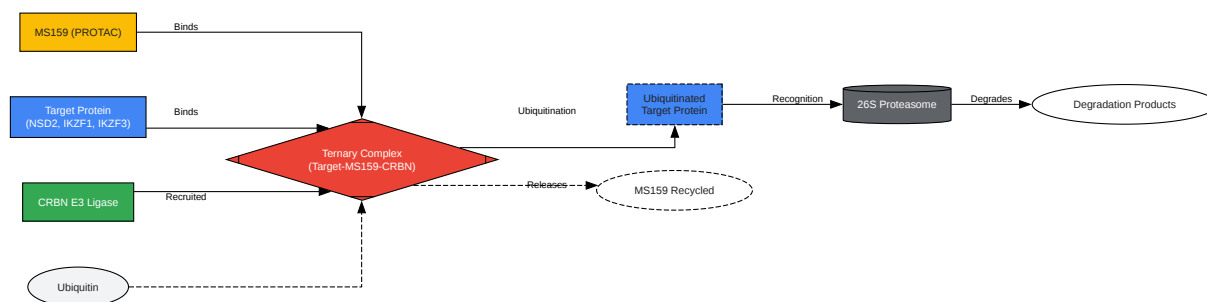 MS159 (PROTAC)
Binds
Target Protein
(NSD2, IKZF1, IKZF3)
Binds
CRBN E3 Ligase
Recruited
Ubiquitin
Ternary Complex
(Target-MS159-CRBN)
Ubiquitination
Releases
Ubiquitinated
Target Protein
MS159 Recycled
Recognition
26S Proteasome
Degrades
Degradation Products